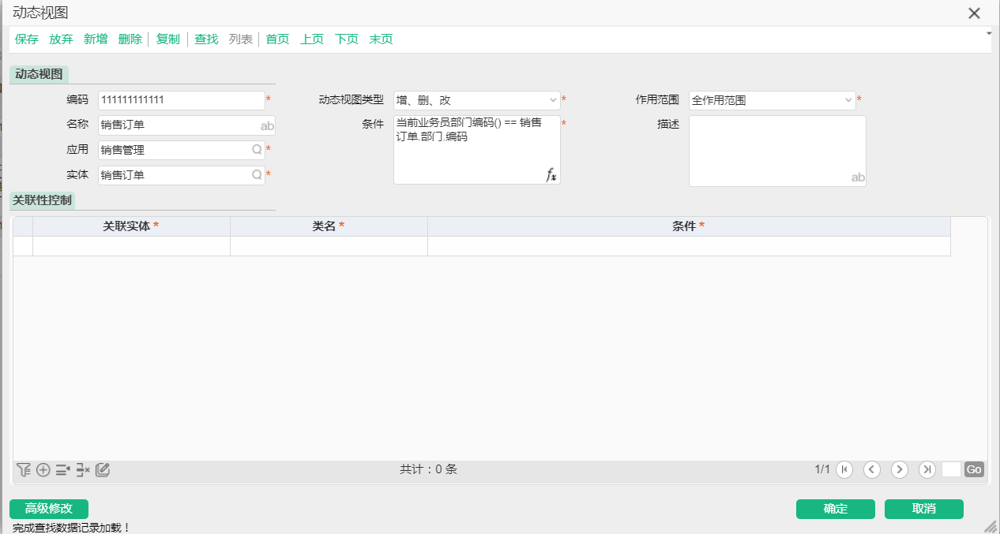 动态视图
保存 放弃 新增 删除 复制 查找 列表 首页 上页 下页 末页
动态视图
编码 111111111111 * 动态视图类型 增、删、改 * 作用范围 全作用范围 *
名称 销售订单 ab 条件 当前业务员部门编码() == 销售 * 描述
订单.部门.编码
应用 销售管理 *
实体 销售订单 * fx ab
关联性控制
关联实体 * 类名 * 条件 *
共计：0 条 1/1 Go
高级修改 确定 取消
完成查找数据记录加载！